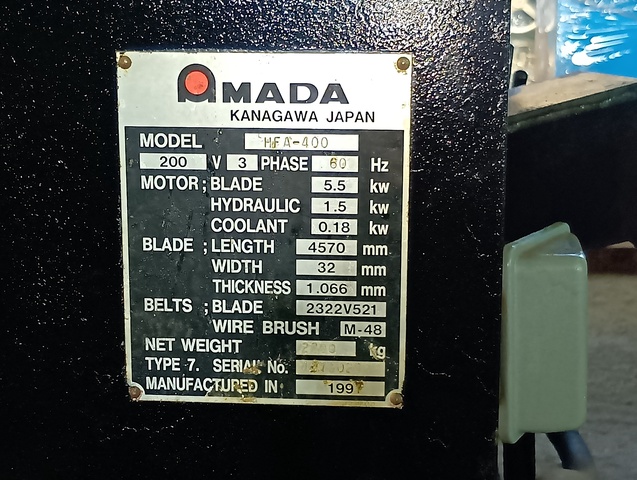 AMADA
KANAGAWA JAPAN
MODEL HFA-400
200 V 3 PHASE 60 Hz
MOTOR ; BLADE 5.5 kw
HYDRAULIC 1.5 kw
COOLANT 0.18 kw
BLADE ; LENGTH 4570 mm
WIDTH 32 mm
THICKNESS 1.066 mm
BELTS ; BLADE 2322V521
WIRE BRUSH M-48
NET WEIGHT kg
TYPE 7. SERIAL No.
MANUFACTURED IN